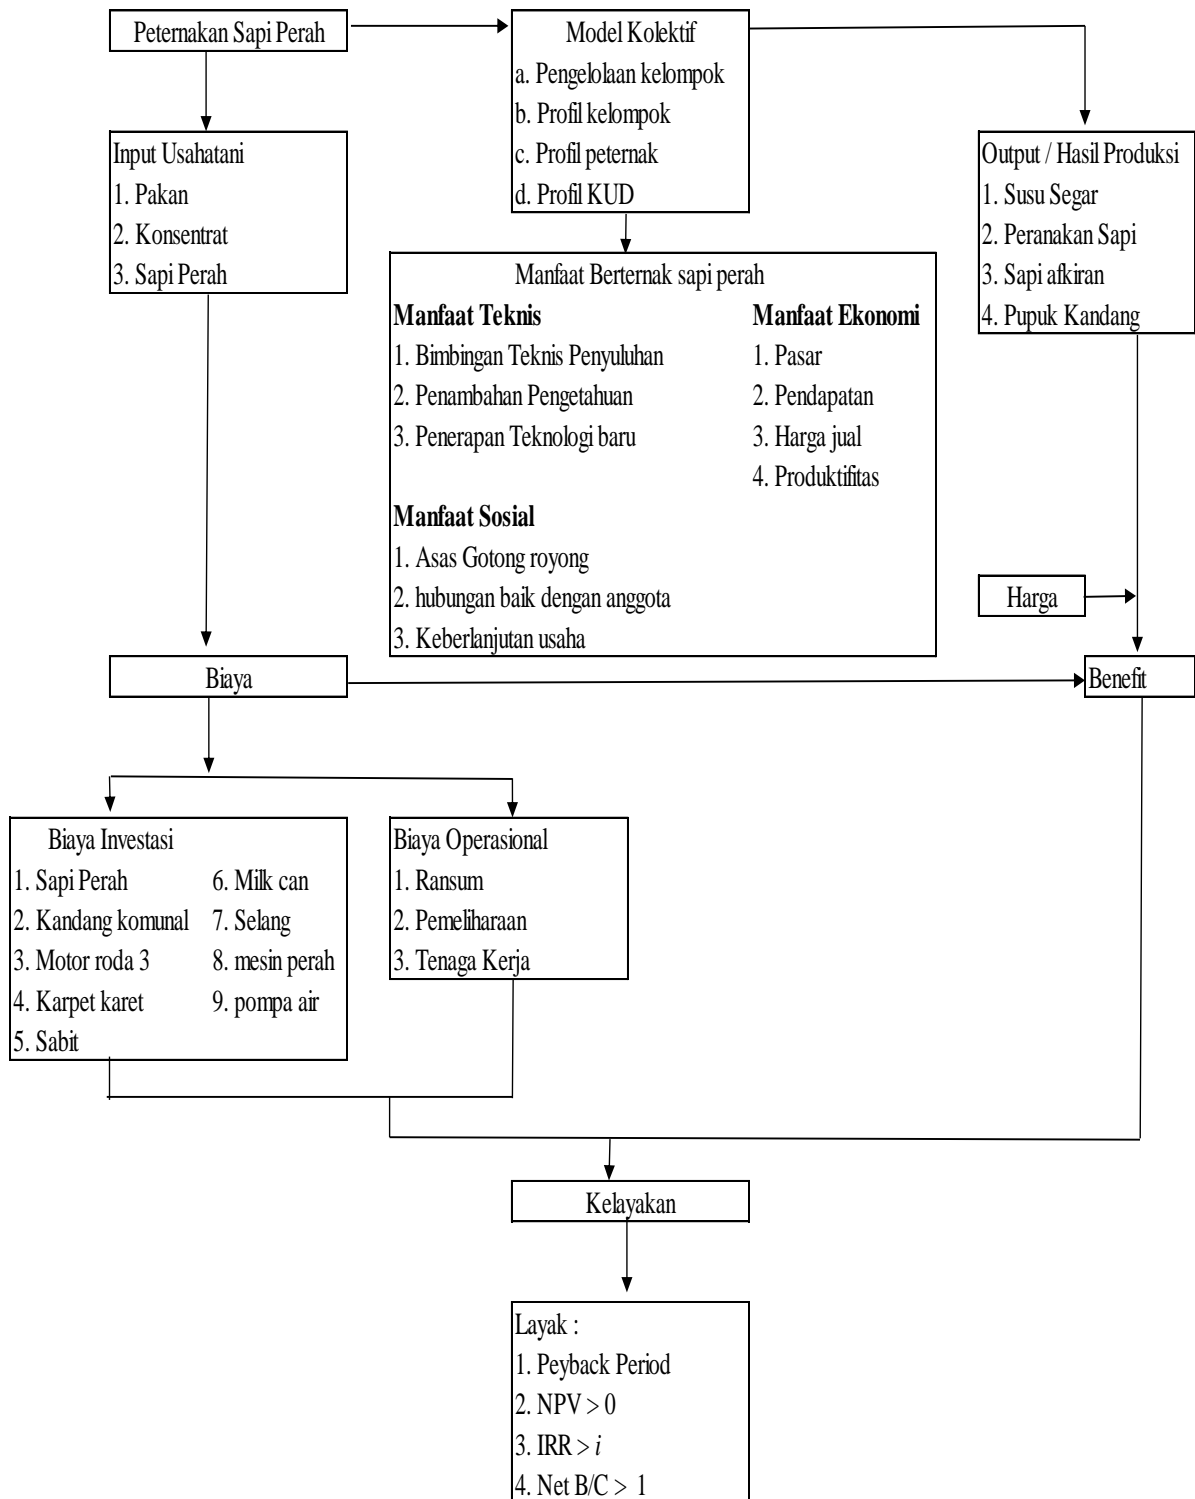 Peternakan Sapi Perah
Model Kolektif
a. Pengelolaan kelompok
b. Profil kelompok
c. Profil peternak
d. Profil KUD
Input Usahatani
1. Pakan
2. Konsentrat
3. Sapi Perah
Output / Hasil Produksi
1. Susu Segar
2. Peranakan Sapi
3. Sapi afkiran
4. Pupuk Kandang
Manfaat Berternak sapi perah
Manfaat Teknis
1. Bimbingan Teknis Penyuluhan
2. Penambahan Pengetahuan
3. Penerapan Teknologi baru
Manfaat Ekonomi
1. Pasar
2. Pendapatan
3. Harga jual
4. Produktifitas
Manfaat Sosial
1. Asas Gotong royong
2. hubungan baik dengan anggota
3. Keberlanjutan usaha
Harga
Biaya
Benefit
Biaya Investasi
1. Sapi Perah
2. Kandang komunal
3. Motor roda 3
4. Karpet karet
5. Sabit
6. Milk can
7. Selang
8. mesin perah
9. pompa air
Biaya Operasional
1. Ransum
2. Pemeliharaan
3. Tenaga Kerja
Kelayakan
Layak :
1. Peyback Period
2. NPV > 0
3. IRR > i
4. Net B/C > 1